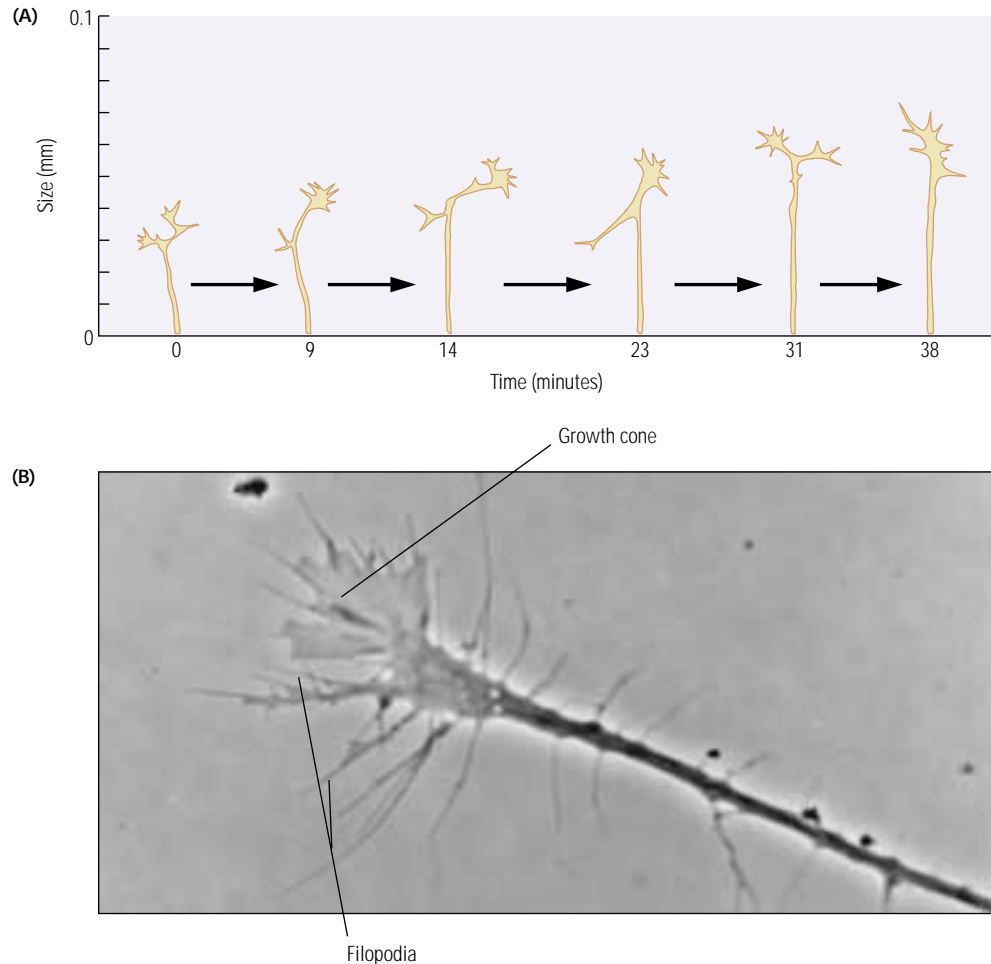 (A)
0.1
Size (mm)
0
0 9 14 23 31 38
Time (minutes)
Growth cone
(B)
Filopodia